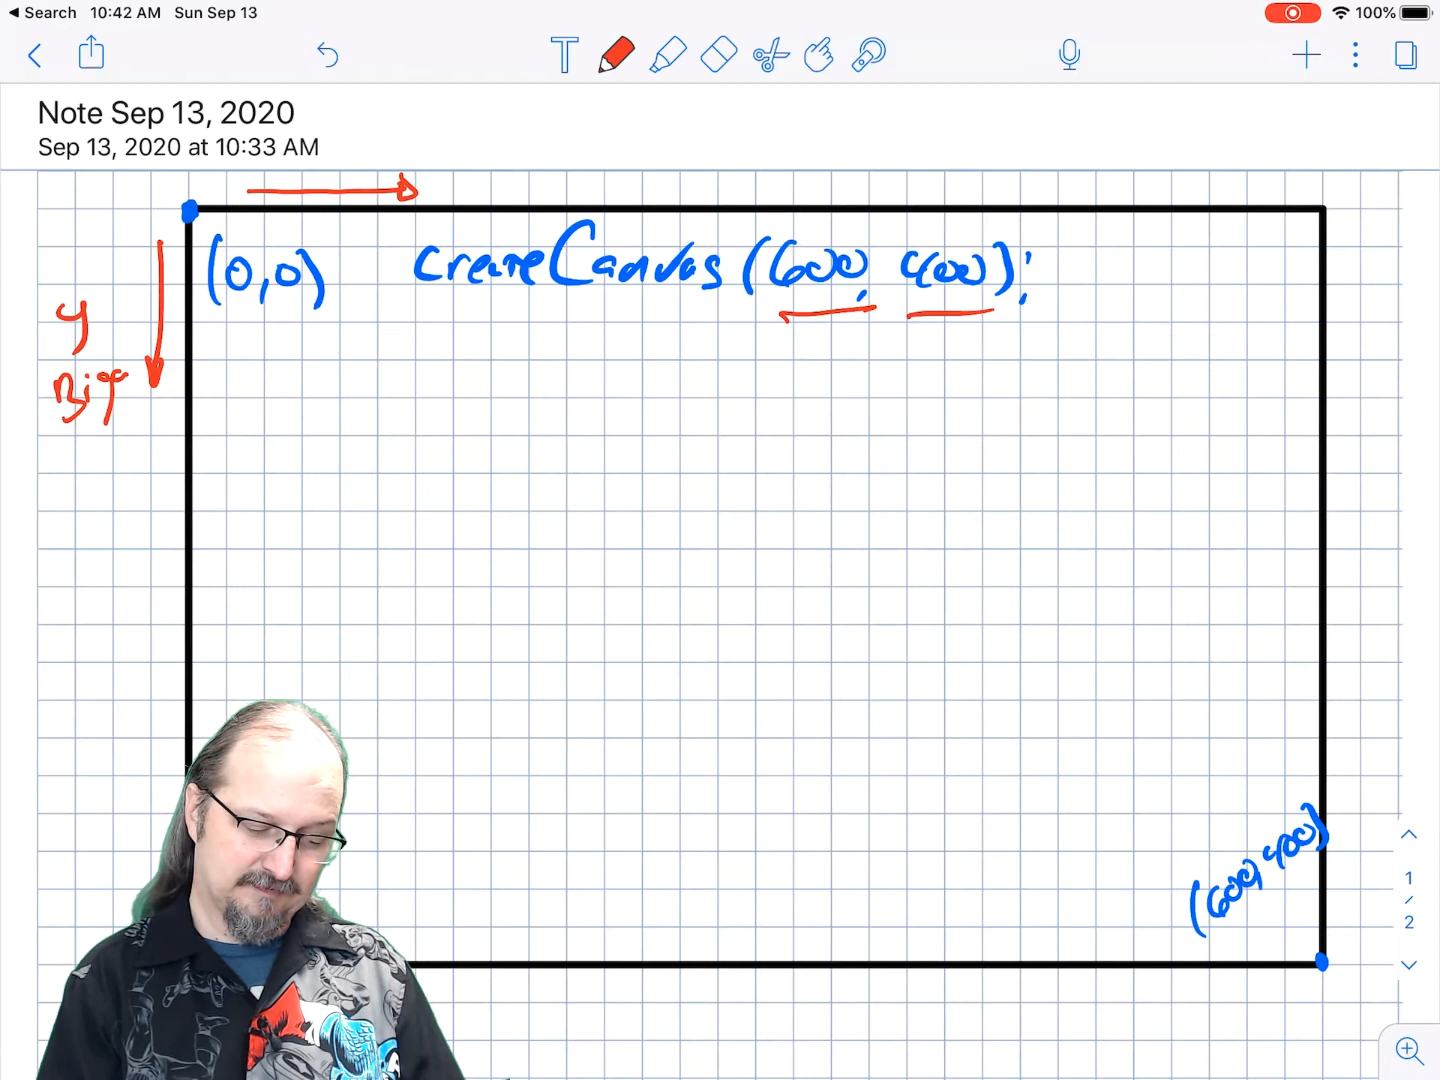 Search 10:42 AM Sun Sep 13 100%
T
Note Sep 13, 2020
Sep 13, 2020 at 10:33 AM
(0,0) createCanvas(600, 400);
y
Big
(600, 400)
1
/
2